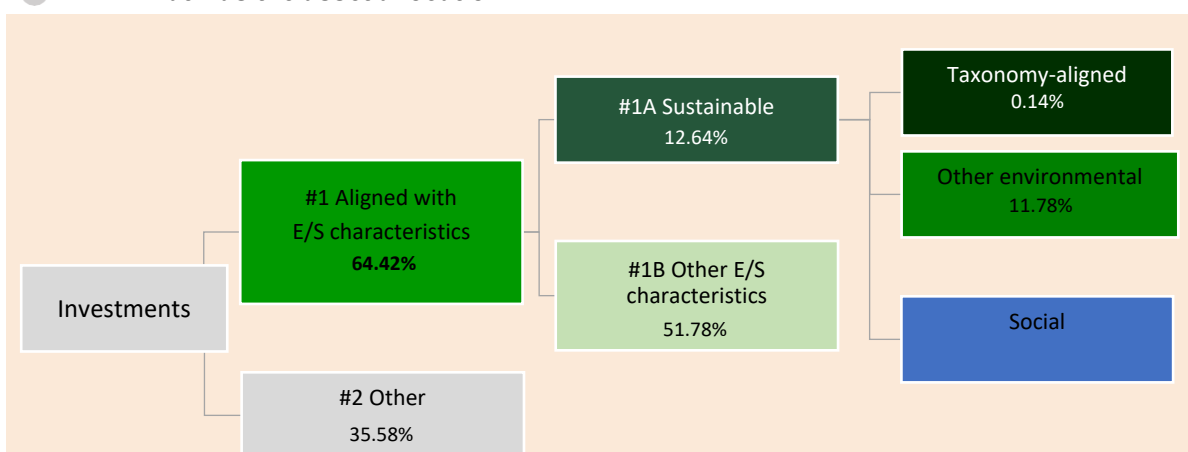 Taxonomy-aligned
0.14%
#1A Sustainable
12.64%
Other environmental
11.78%
#1 Aligned with
E/S characteristics
64.42%
#1B Other E/S
characteristics
51.78%
Investments
Social
#2 Other
35.58%